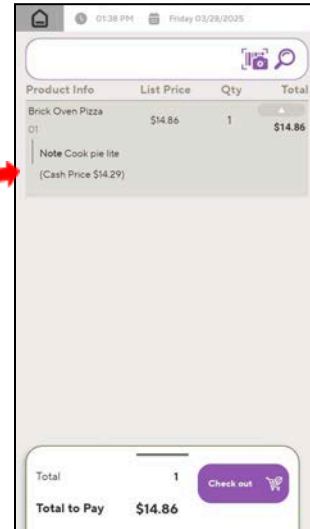 01:38 PM Friday 03/28/2025
Product Info List Price Qty Total
Brick Oven Pizza $14.86 1
01 $14.86
Note Cook pie lite
(Cash Price $14.29)
Total 1 Check out
Total to Pay $14.86